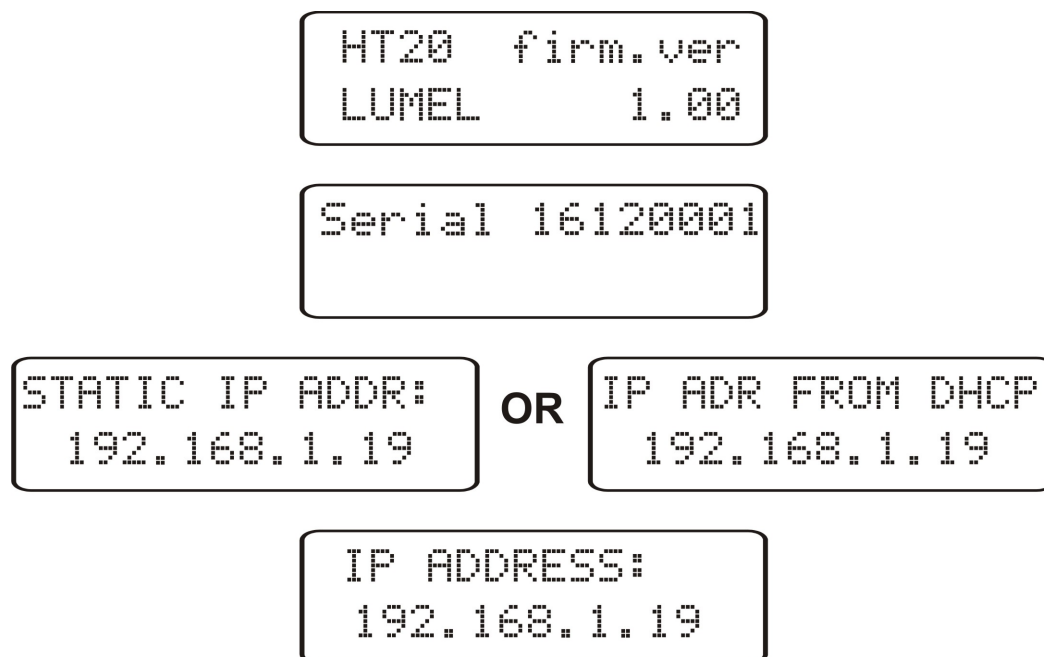 HT20 firm.ver
LUMEL 1.00
Serial 16120001
STATIC IP ADDR:
192.168.1.19
OR
IP ADR FROM DHCP
192.168.1.19
IP ADDRESS:
192.168.1.19